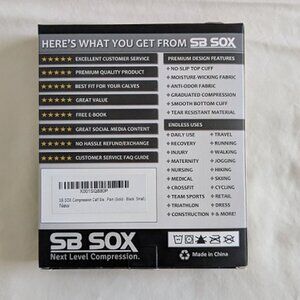 HERE'S WHAT YOU GET FROM SB SOX
★★★★★ EXCELLENT CUSTOMER SERVICE
★★★★★ PREMIUM QUALITY PRODUCT
★★★★★ BEST FIT FOR YOUR CALVES
★★★★★ GREAT VALUE
★★★★★ FREE E-BOOK
★★★★★ GREAT SOCIAL MEDIA CONTENT
★★★★★ NO HASSLE REFUND/EXCHANGE
★★★★★ CUSTOMER SERVICE FAQ GUIDE
PREMIUM DESIGN FEATURES
+ NO-SLIP TOP CUFF
+ MOISTURE-WICKING FABRIC
+ ANTI-ODOR FABRIC
+ GRADUATED COMPRESSION
+ SMOOTH BOTTOM CUFF
+ TEAR RESISTANT MATERIAL
ENDLESS USES
+ DAILY USE
+ RECOVERY
+ INJURY
+ MATERNITY
+ NURSING
+ MEDICAL
+ CROSSFIT
+ TEAM SPORTS
+ TRIATHLON
+ CONSTRUCTION
+ TRAVEL
+ RUNNING
+ WALKING
+ JOGGING
+ HIKING
+ SKIING
+ CYCLING
+ RETAIL
+ DRESS
& MORE!
SB SOX Compression Calf Sle
Black, Small)
New
SB SOX
Next Level Compression.
Made in China